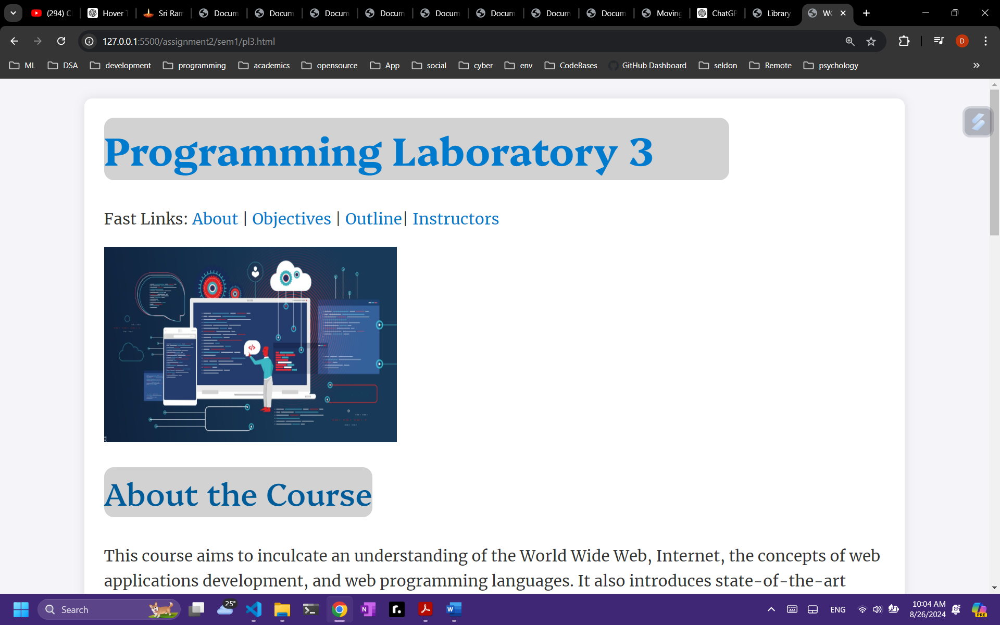 (294) C
Hover T
Sri Ram
Docum
Docum
Docum
Docum
Docum
Docum
Docum
Docum
Moving
ChatGP
Library
W
127.0.0.1:5500/assignment2/sem1/pl3.html
D
ML
DSA
development
programming
academics
opensource
App
social
cyber
env
CodeBases
GitHub Dashboard
seldon
Remote
psychology
»
Programming Laboratory 3
Fast Links: About | Objectives | Outline| Instructors
</>
About the Course
This course aims to inculcate an understanding of the World Wide Web, Internet, the concepts of web
applications development, and web programming languages. It also introduces state-of-the-art
Search
25°
N
r.
W
ENG
10:04 AM
8/26/2024
PRE